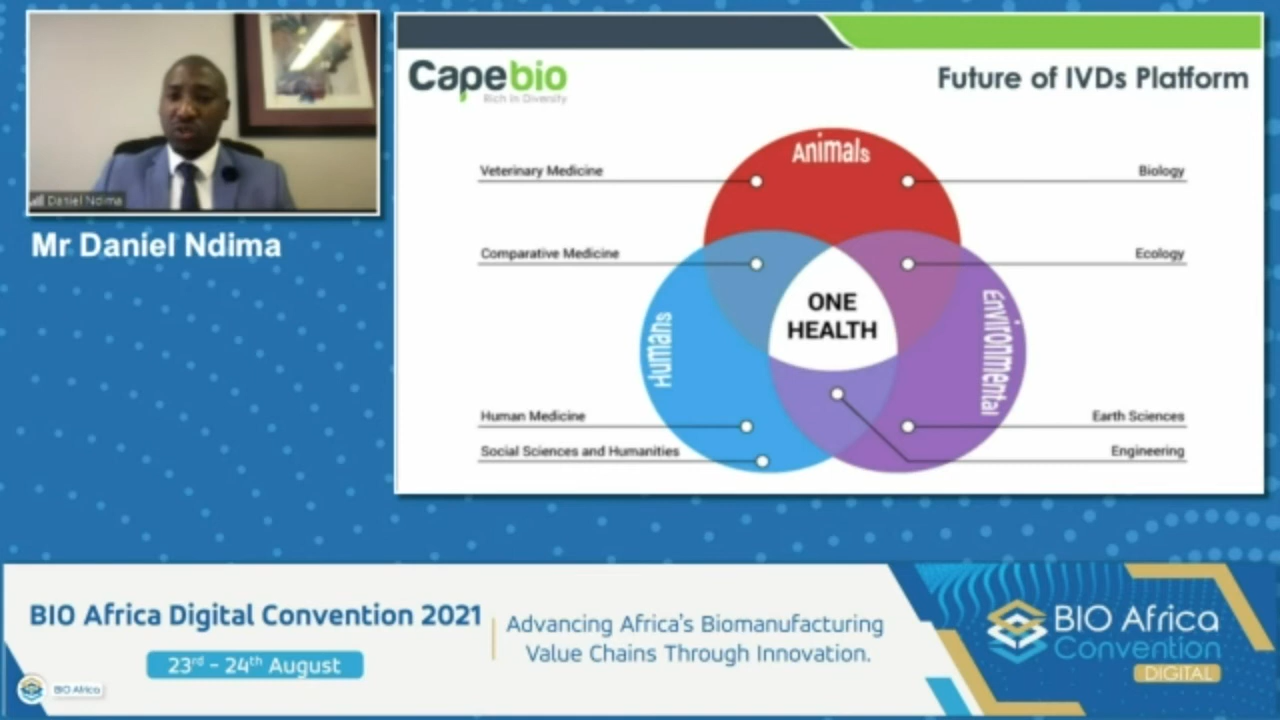 Daniel Ndima
Mr Daniel Ndima
Capebio
Rich in Diversity
Future of IVDs Platform
Animals
Veterinary Medicine
Biology
Comparative Medicine
Ecology
ONE
HEALTH
Humans
Environmental
Human Medicine
Earth Sciences
Social Sciences and Humanities
Engineering
BIO Africa Digital Convention 2021
23rd - 24th August
Advancing Africa's Biomanufacturing
Value Chains Through Innovation.
BIO Africa
Convention
DIGITAL
BIO Africa